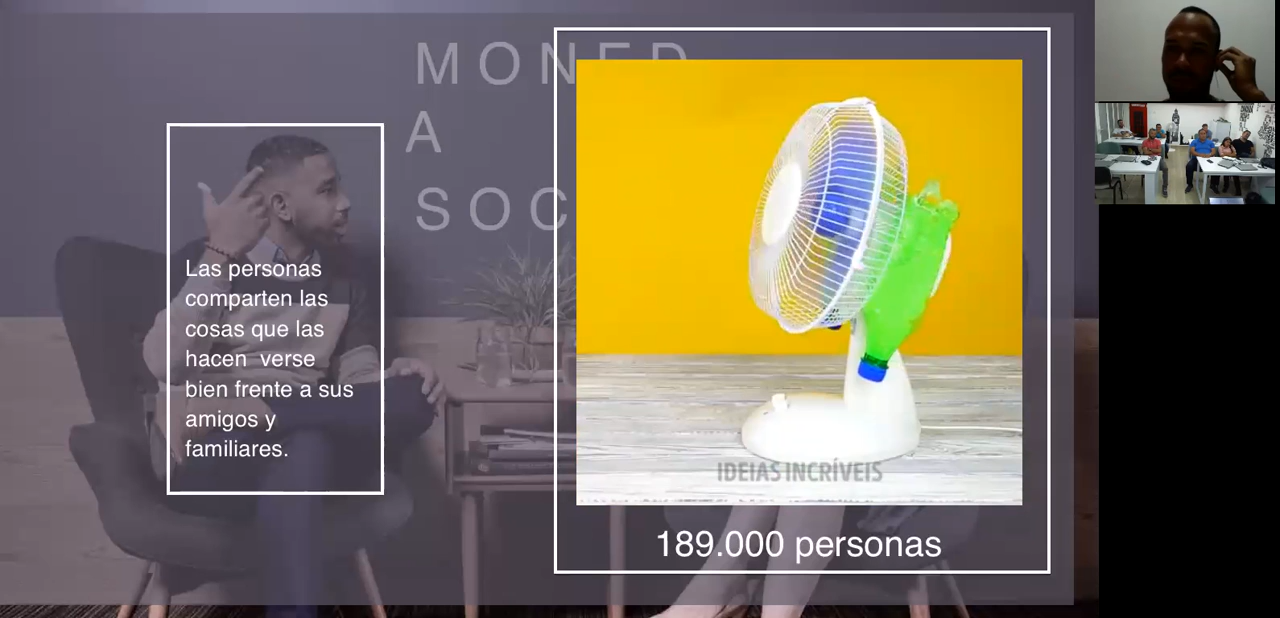 MONED
A
SOC
Las personas
comparten las
cosas que las
hacen verse
bien frente a sus
amigos y
familiares.
IDEIAS INCRÍVEIS
189.000 personas